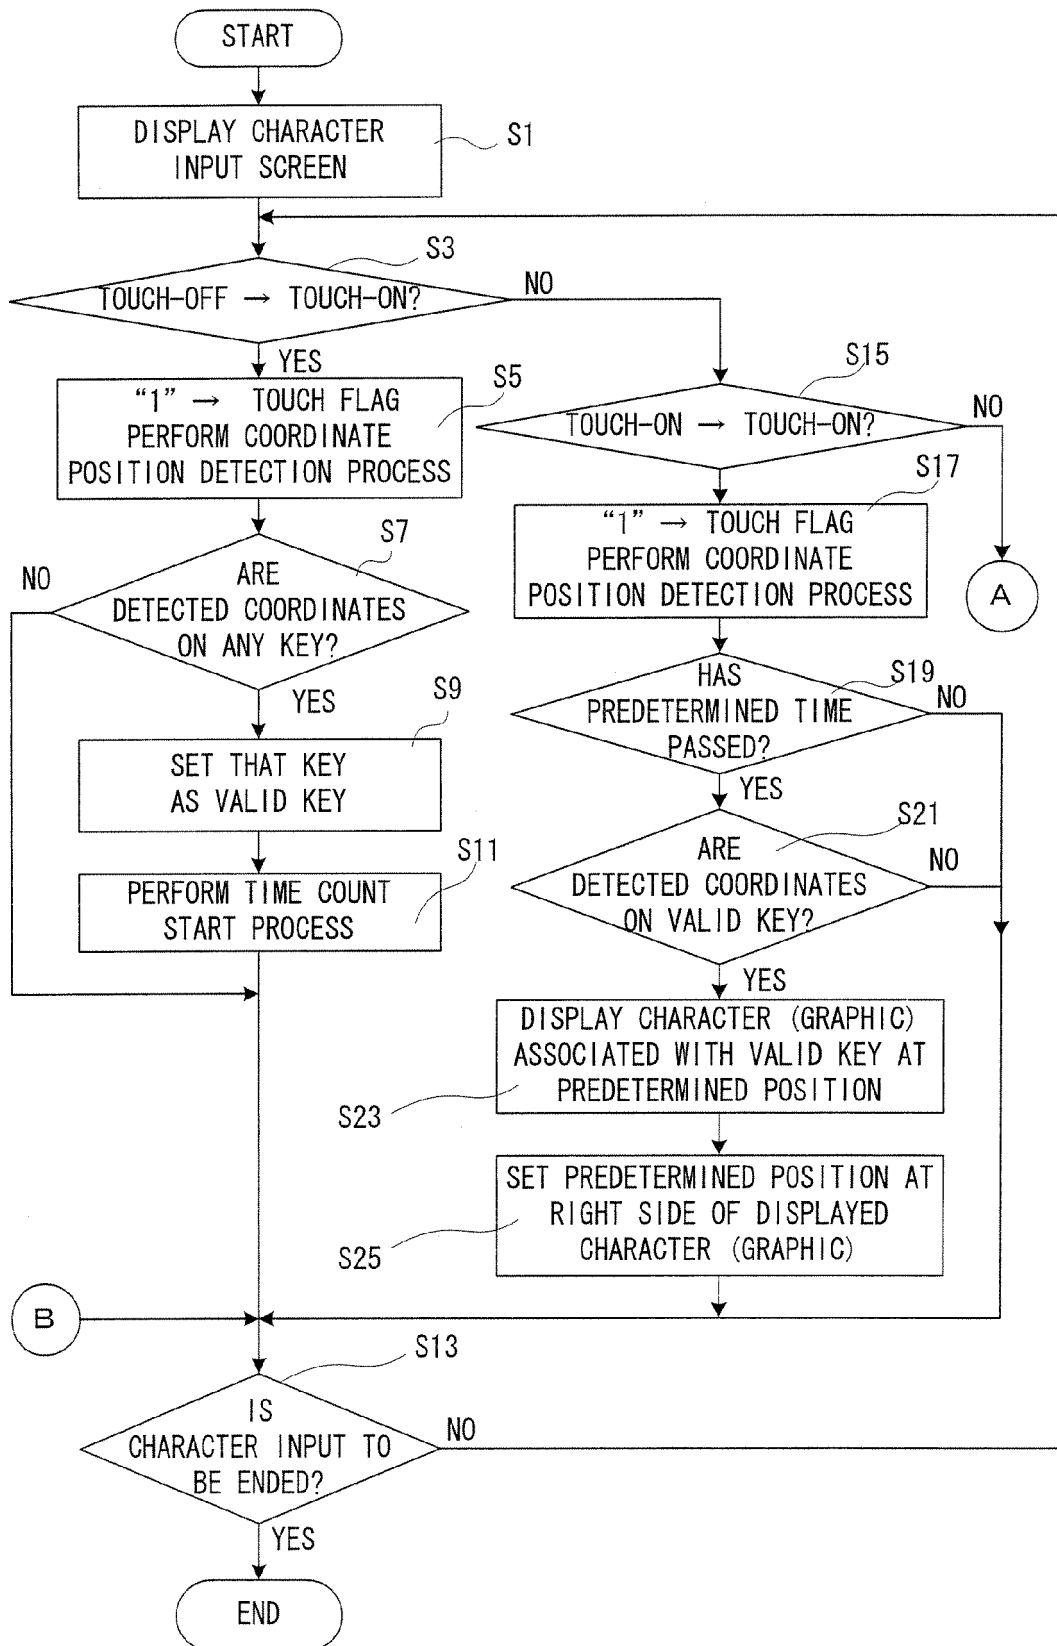 START
DISPLAY CHARACTER
INPUT SCREEN
S1
S3
TOUCH-OFF → TOUCH-ON?
NO
YES
S5
“1” → TOUCH FLAG
PERFORM COORDINATE
POSITION DETECTION PROCESS
S7
NO
ARE
DETECTED COORDINATES
ON ANY KEY?
YES
S9
SET THAT KEY
AS VALID KEY
S11
PERFORM TIME COUNT
START PROCESS
S15
TOUCH-ON → TOUCH-ON?
NO
A
S17
“1” → TOUCH FLAG
PERFORM COORDINATE
POSITION DETECTION PROCESS
S19
HAS
PREDETERMINED TIME
PASSED?
NO
YES
S21
ARE
DETECTED COORDINATES
ON VALID KEY?
NO
YES
DISPLAY CHARACTER (GRAPHIC)
ASSOCIATED WITH VALID KEY AT
PREDETERMINED POSITION
S23
SET PREDETERMINED POSITION AT
RIGHT SIDE OF DISPLAYED
CHARACTER (GRAPHIC)
S25
B
S13
IS
CHARACTER INPUT TO
BE ENDED?
NO
YES
END